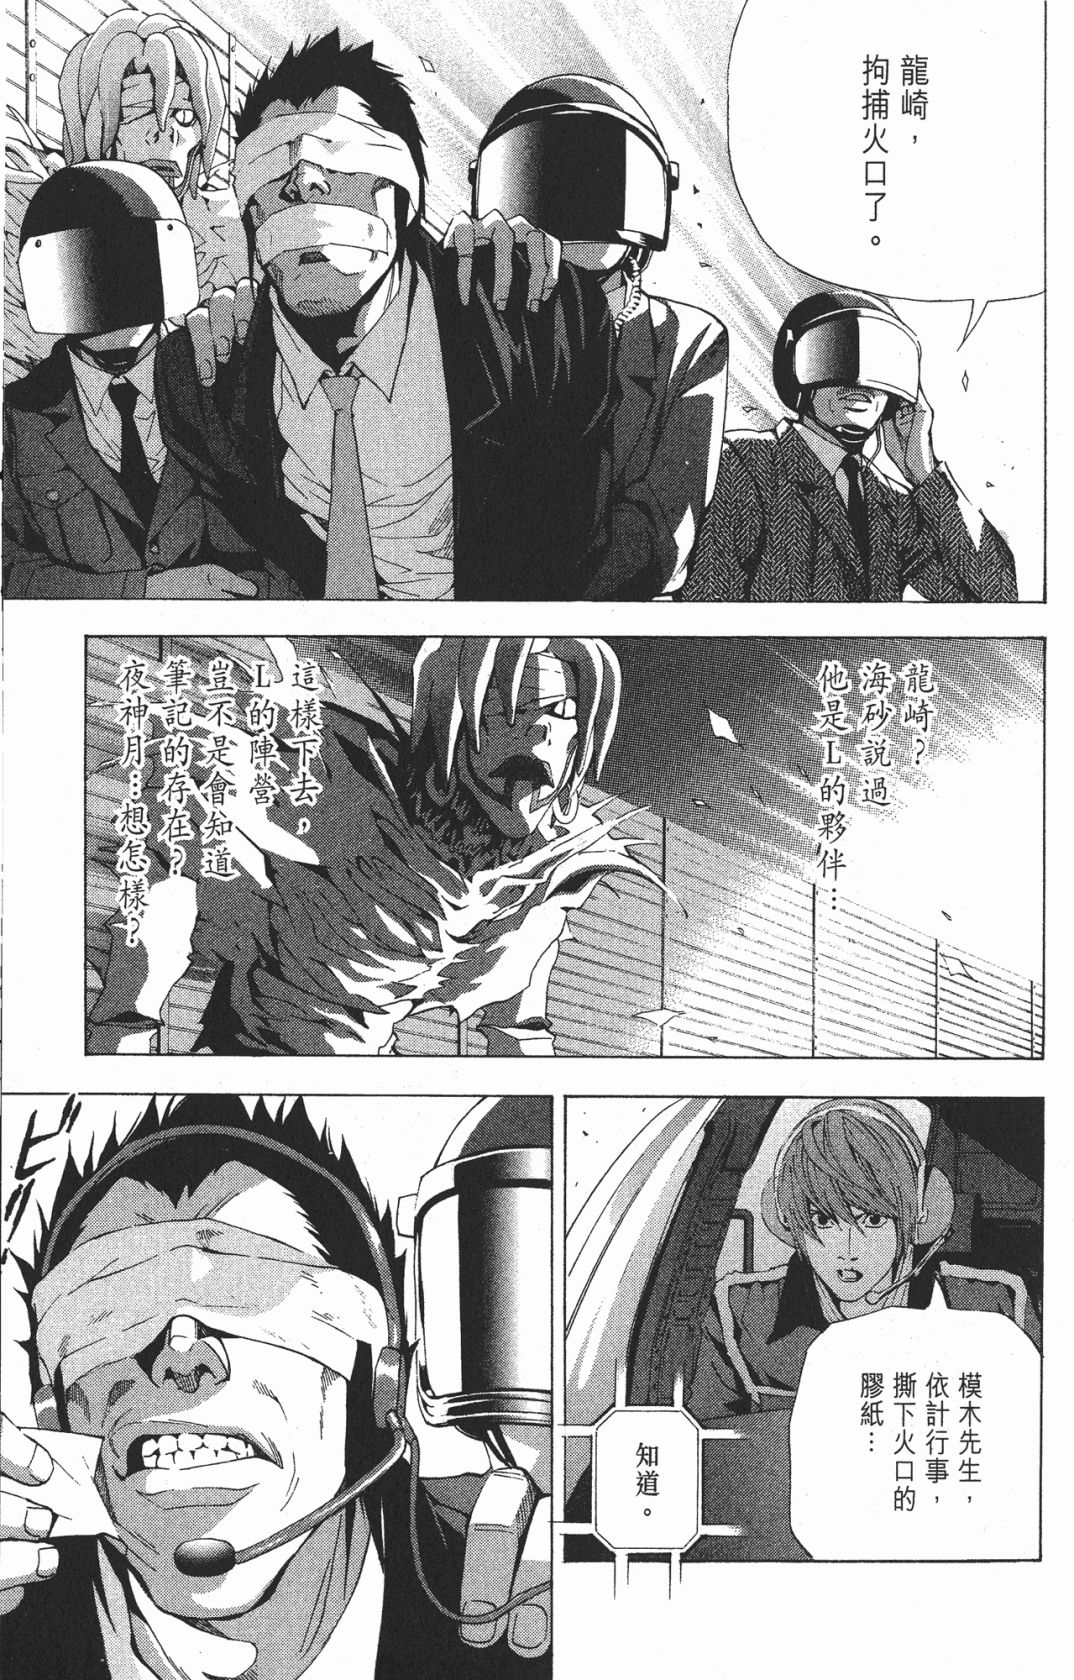 龍崎，
拘捕火口了。
龍崎？
海砂說過
他是L的夥伴…
這樣下去，
L的陣營
豈不是會知道
筆記的存在？
夜神月…想怎樣？
模木先生，
依計行事，
撕下火口的
膠紙…
知道。
ビッ